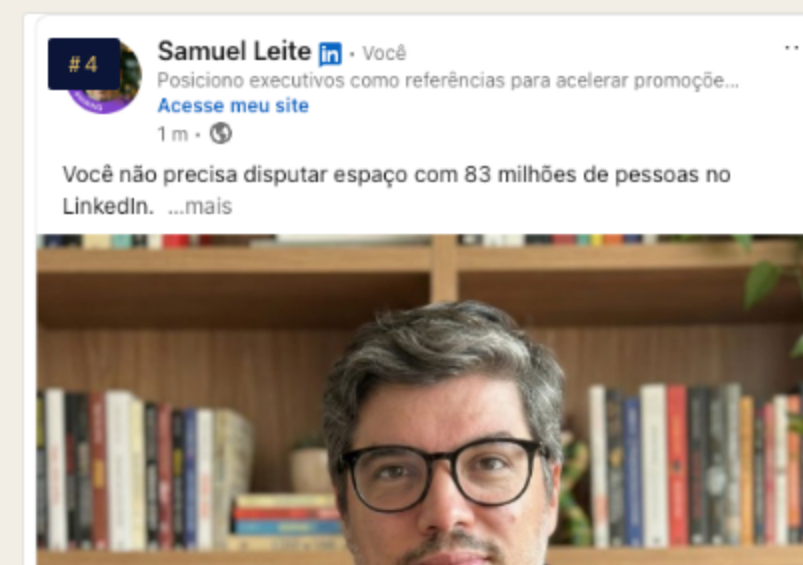 #4
Samuel Leite in • Você
Posiciono executivos como referências para acelerar promoçõe...
Acesse meu site
1 m •
Você não precisa disputar espaço com 83 milhões de pessoas no
LinkedIn. ...mais